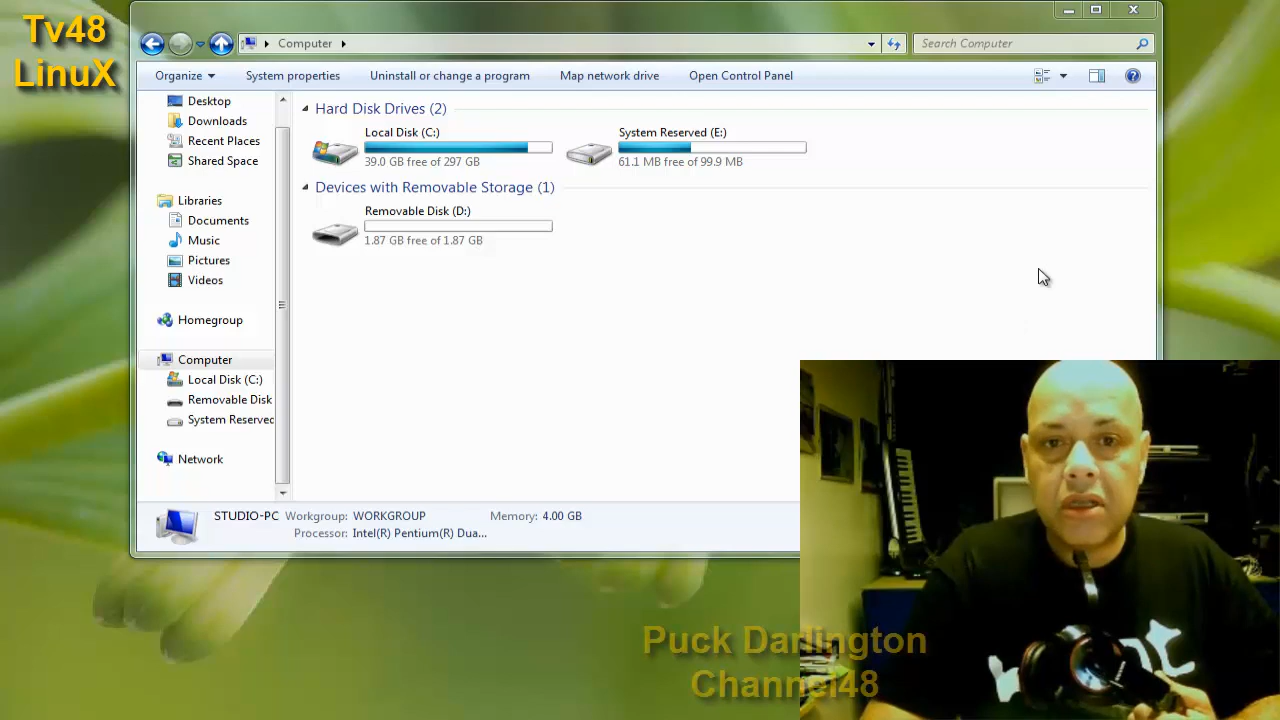 Tv48
LinuX
Computer
Search Computer
Organize
System properties
Uninstall or change a program
Map network drive
Open Control Panel
Desktop
Downloads
Recent Places
Shared Space
Libraries
Documents
Music
Pictures
Videos
Homegroup
Computer
Local Disk (C:)
Removable Disk
System Reserved
Network
Hard Disk Drives (2)
Local Disk (C:)
39.0 GB free of 297 GB
System Reserved (E:)
61.1 MB free of 99.9 MB
Devices with Removable Storage (1)
Removable Disk (D:)
1.87 GB free of 1.87 GB
STUDIO-PC Workgroup: WORKGROUP Memory: 4.00 GB
Processor: Intel(R) Pentium(R) Dua...
Puck Darlington
Channel48